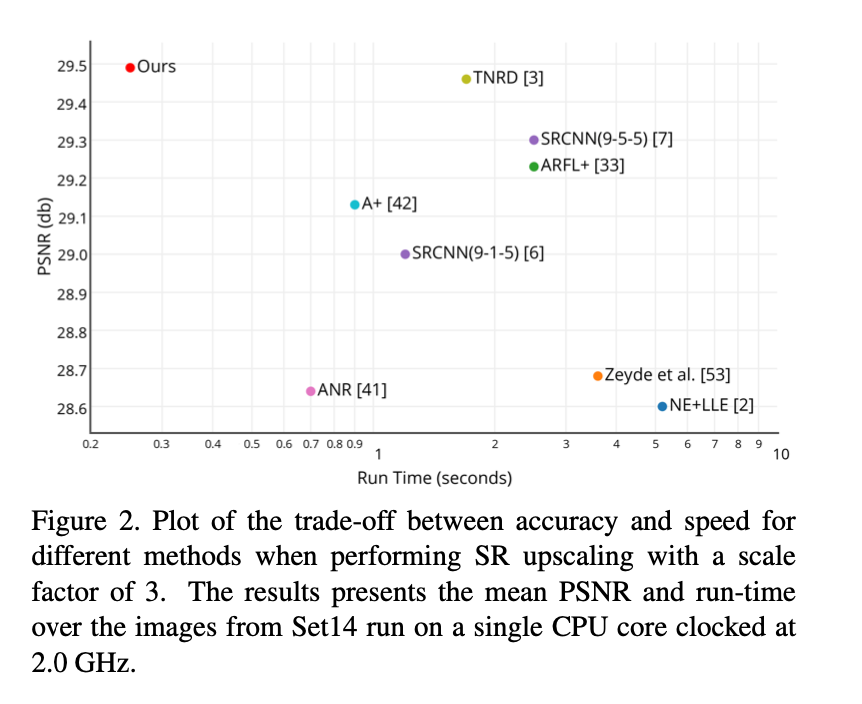 29.5
Ours
TNRD [3]
29.4
29.3
SRCNN(9-5-5) [7]
ARFL+ [33]
29.2
A+ [42]
29.1
SRCNN(9-1-5) [6]
29.0
28.9
28.8
28.7
Zeyde et al. [53]
ANR [41]
NE+LLE [2]
28.6
PSNR (db)
0.2 0.3 0.4 0.5 0.6 0.7 0.8 0.9 1 2 3 4 5 6 7 8 9 10
Run Time (seconds)
Figure 2. Plot of the trade-off between accuracy and speed for
different methods when performing SR upscaling with a scale
factor of 3. The results presents the mean PSNR and run-time
over the images from Set14 run on a single CPU core clocked at
2.0 GHz.